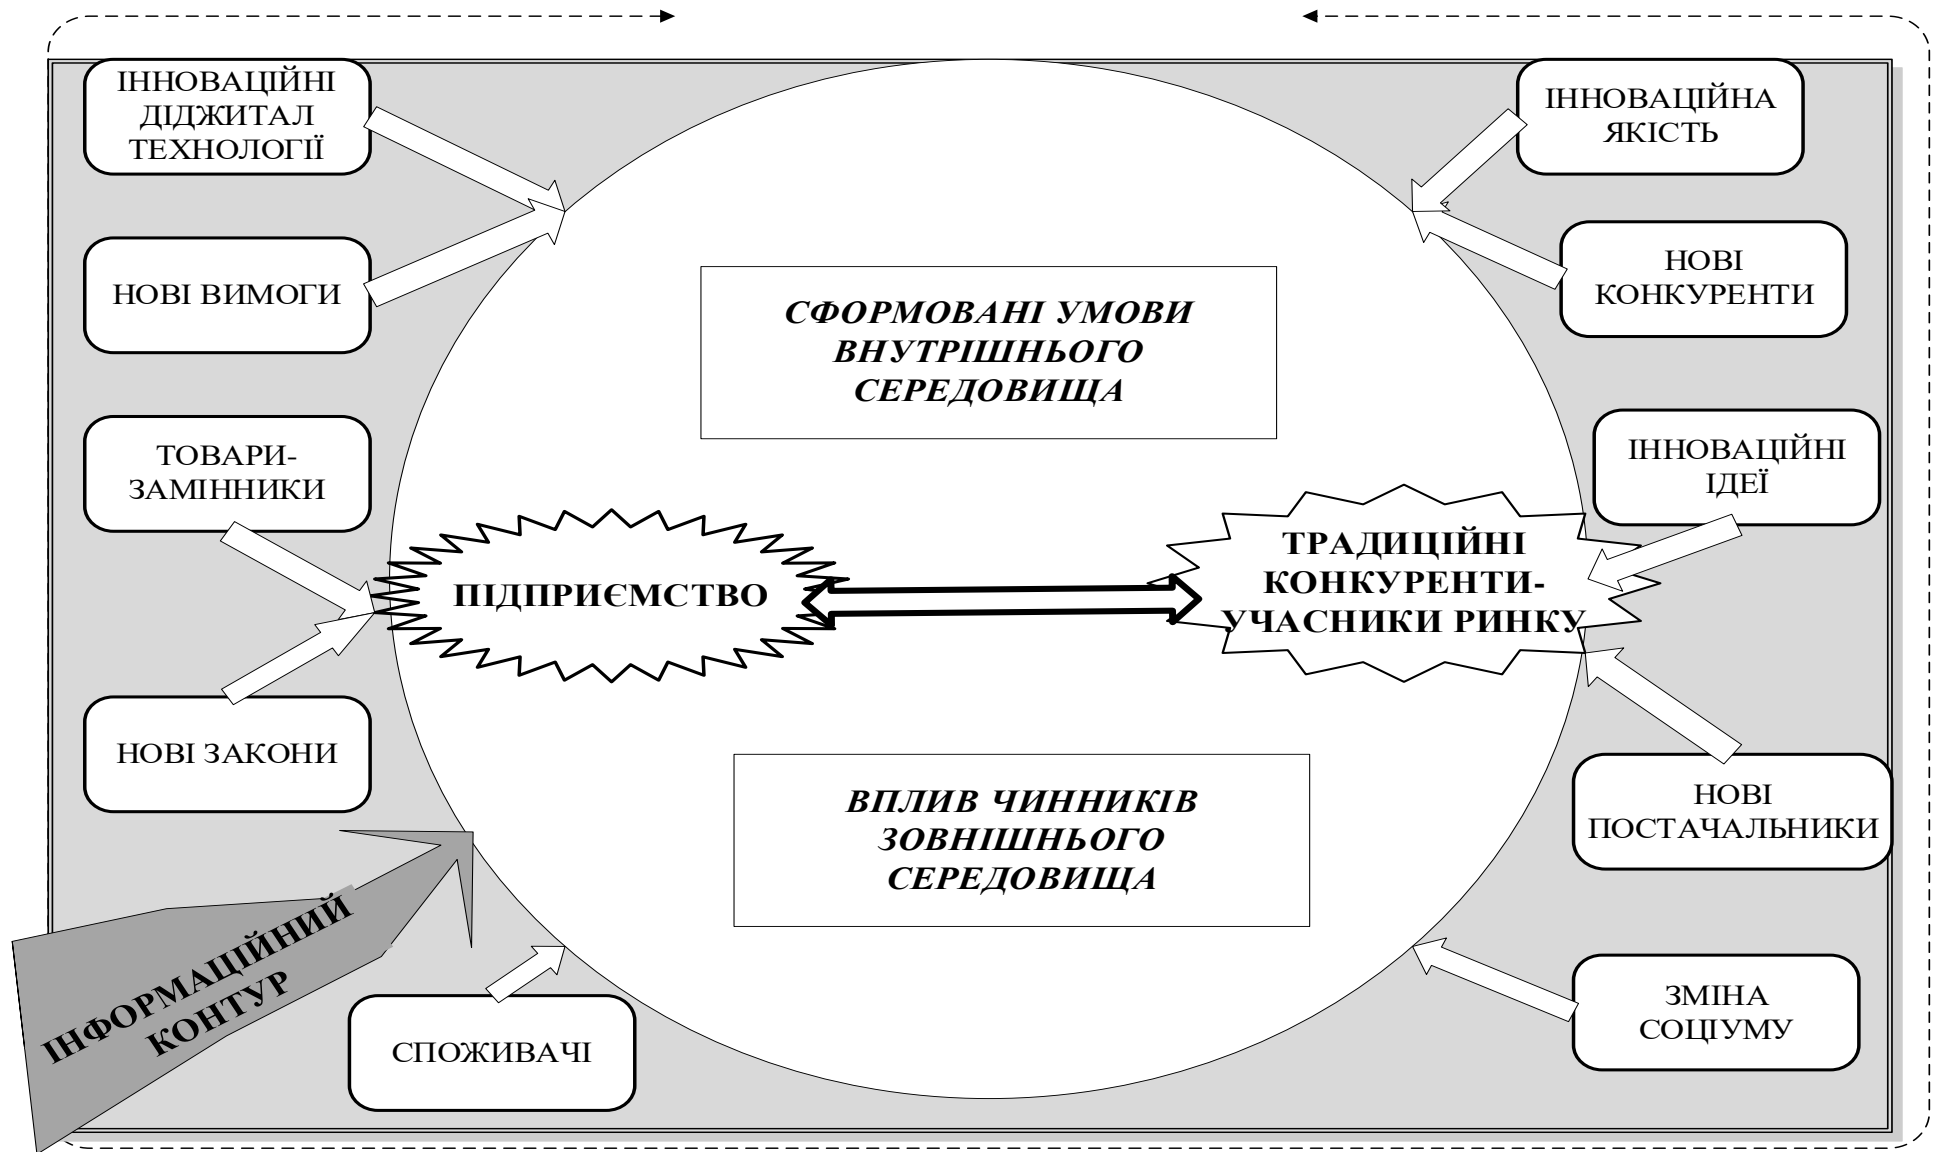 ІННОВАЦІЙНІ
ДІДЖИТАЛ
ТЕХНОЛОГІЇ
ІННОВАЦІЙНА
ЯКІСТЬ
НОВІ ВИМОГИ
НОВІ
КОНКУРЕНТИ
СФОРМОВАНІ УМОВИ
ВНУТРІШНЬОГО
СЕРЕДОВИЩА
ТОВАРИ-
ЗАМІННИКИ
ІННОВАЦІЙНІ
ІДЕЇ
ПІДПРИЄМСТВО
ТРАДИЦІЙНІ
КОНКУРЕНТИ-
УЧАСНИКИ РИНКУ
НОВІ ЗАКОНИ
ВПЛИВ ЧИННИКІВ
ЗОВНІШНЬОГО
СЕРЕДОВИЩА
НОВІ
ПОСТАЧАЛЬНИКИ
ІНФОРМАЦІЙНИЙ
КОНТУР
СПОЖИВАЧІ
ЗМІНА
СОЦІУМУ